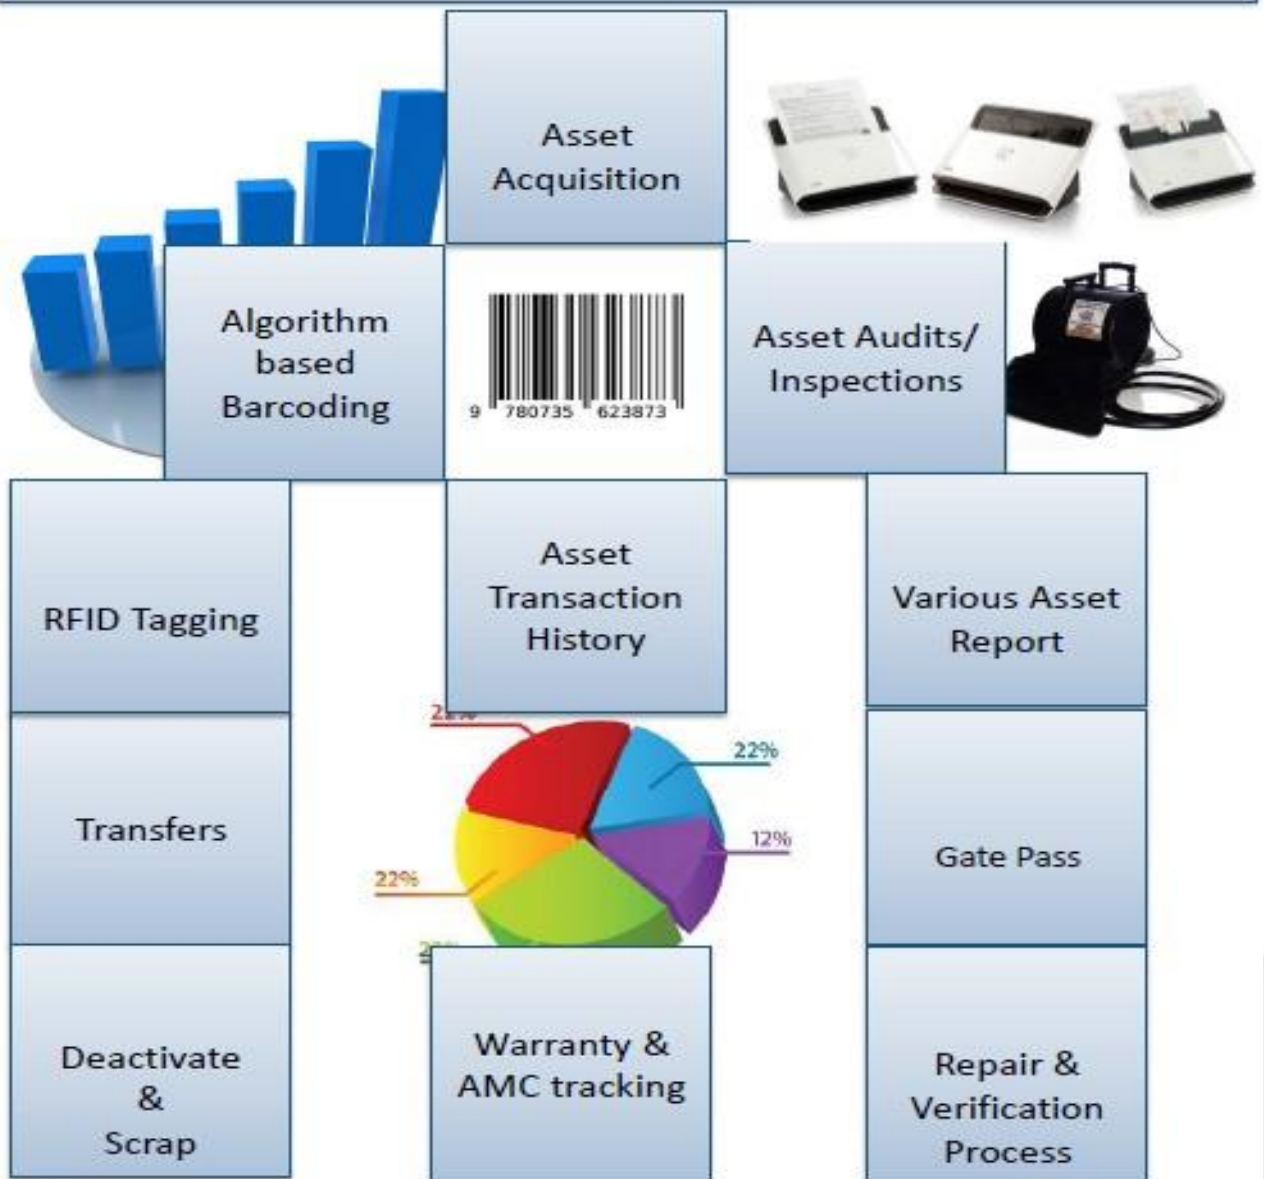 Asset
Acquisition
Algorithm
based
Barcoding
9 780735 623873
Asset Audits/
Inspections
RFID Tagging
Asset
Transaction
History
Various Asset
Report
22%
12%
22%
Transfers
Gate Pass
Deactivate
&
Scrap
Warranty &
AMC tracking
Repair &
Verification
Process